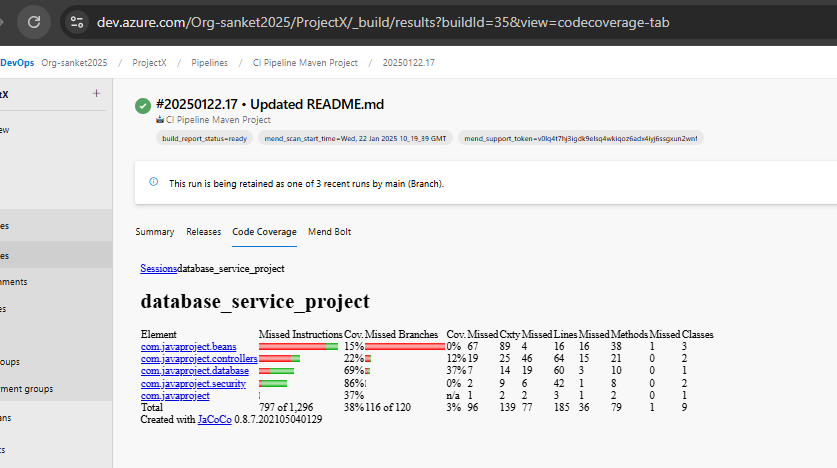 dev.azure.com/Org-sanket2025/ProjectX/_build/results?buildId=35&view=codecoverage-tab
DevOps Org-sanket2025 / ProjectX / Pipelines / CI Pipeline Maven Project / 20250122.17
tX +
#20250122.17 • Updated README.md
ew
CI Pipeline Maven Project
build_report_status=ready mend_scan_start_time=Wed, 22 Jan 2025 10_19_39 GMT
This run is being retained as one of 3 recent runs by main (Branch).
es
Summary Releases Code Coverage Mend Bolt
es
Sessions database_service_project
nments
database_service_project
es
Element Missed Instructions Cov. Missed Branches Cov. Missed Cxty Missed Lines Missed Methods Missed Classes
com.javaproject.beans 15% 0% 67 89 4 16 16 38 1 3
com.javaproject.controllers 22% 12% 19 25 46 64 15 21 0 2
oups
com.javaproject.database 69% 37% 7 14 19 60 3 10 0 1
com.javaproject.security 86% 0% 2 9 6 42 1 8 0 2
ment groups
com.javaproject 37% n/a 1 2 2 3 1 2 0 1
Total 797 of 1,296 38% 116 of 120 3% 96 139 77 185 36 79 1 9
ans
Created with JaCoCo 0.8.7.202105040129
ts